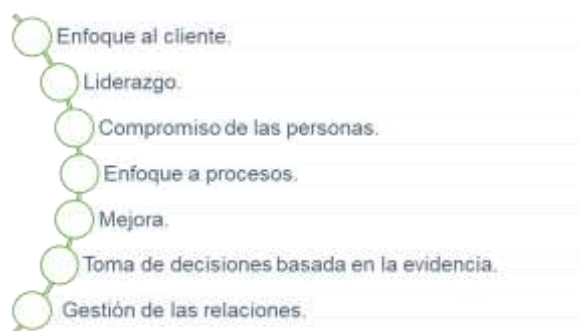 Enfoque al cliente.
Liderazgo.
Compromiso de las personas.
Enfoque a procesos.
Mejora.
Toma de decisiones basada en la evidencia.
Gestión de las relaciones.